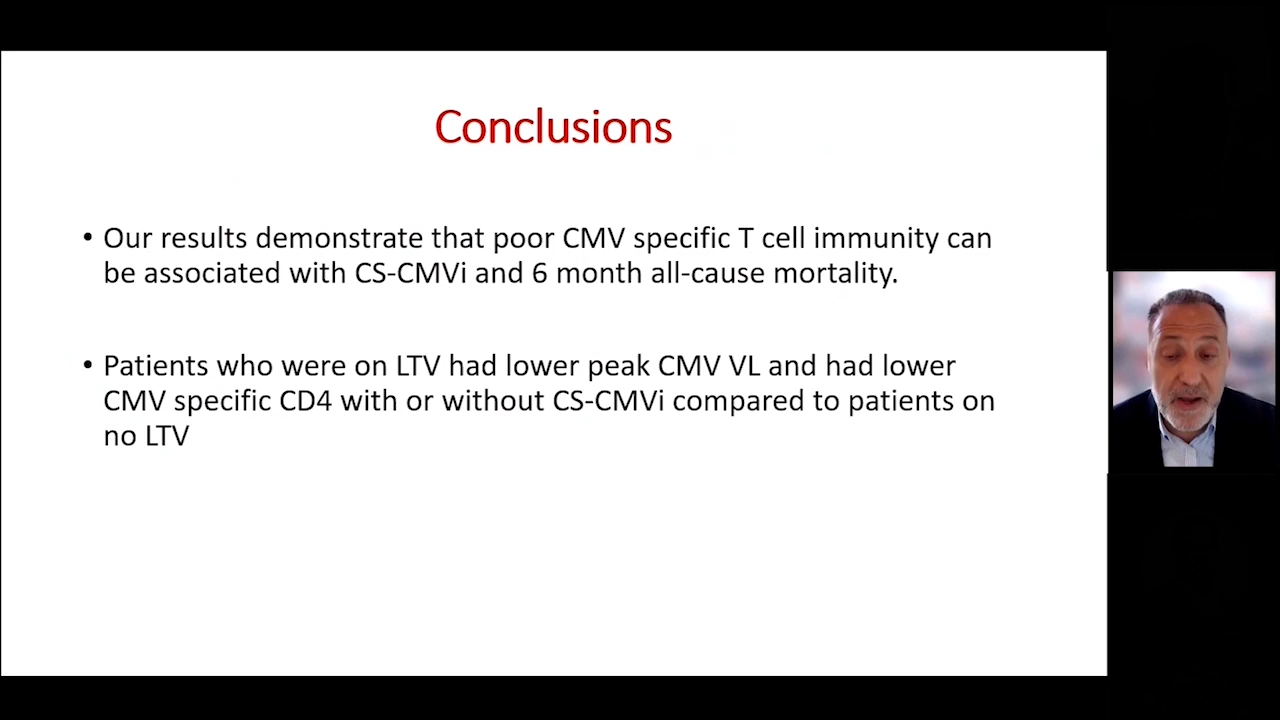 Conclusions
• Our results demonstrate that poor CMV specific T cell immunity can
be associated with CS-CMVi and 6 month all-cause mortality.
• Patients who were on LTV had lower peak CMV VL and had lower
CMV specific CD4 with or without CS-CMVi compared to patients on
no LTV